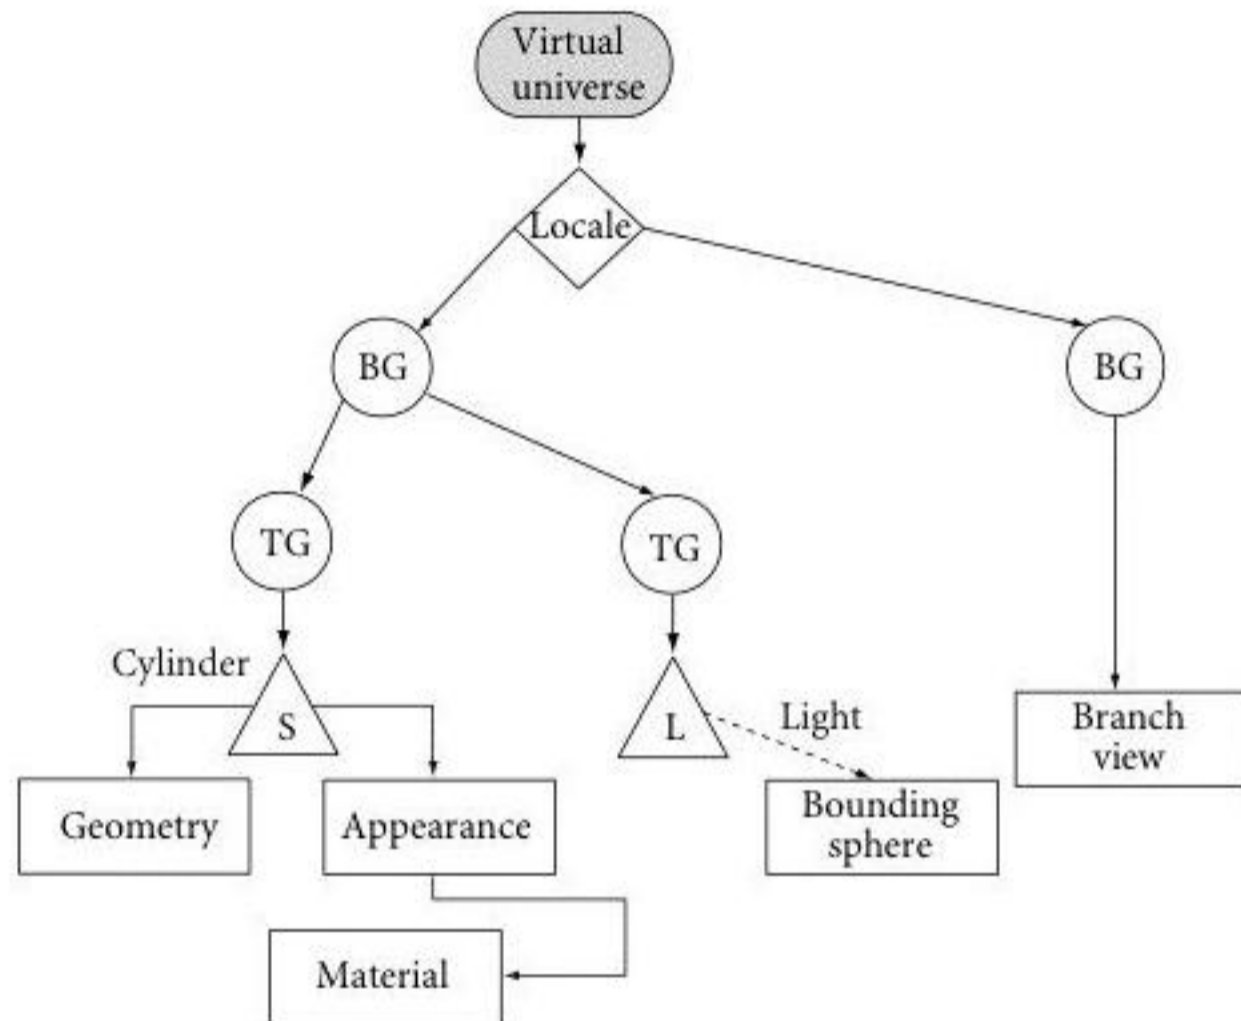 Virtual
universe
Locale
BG
BG
TG
TG
Cylinder
S
L
Light
Branch
view
Geometry
Appearance
Bounding
sphere
Material